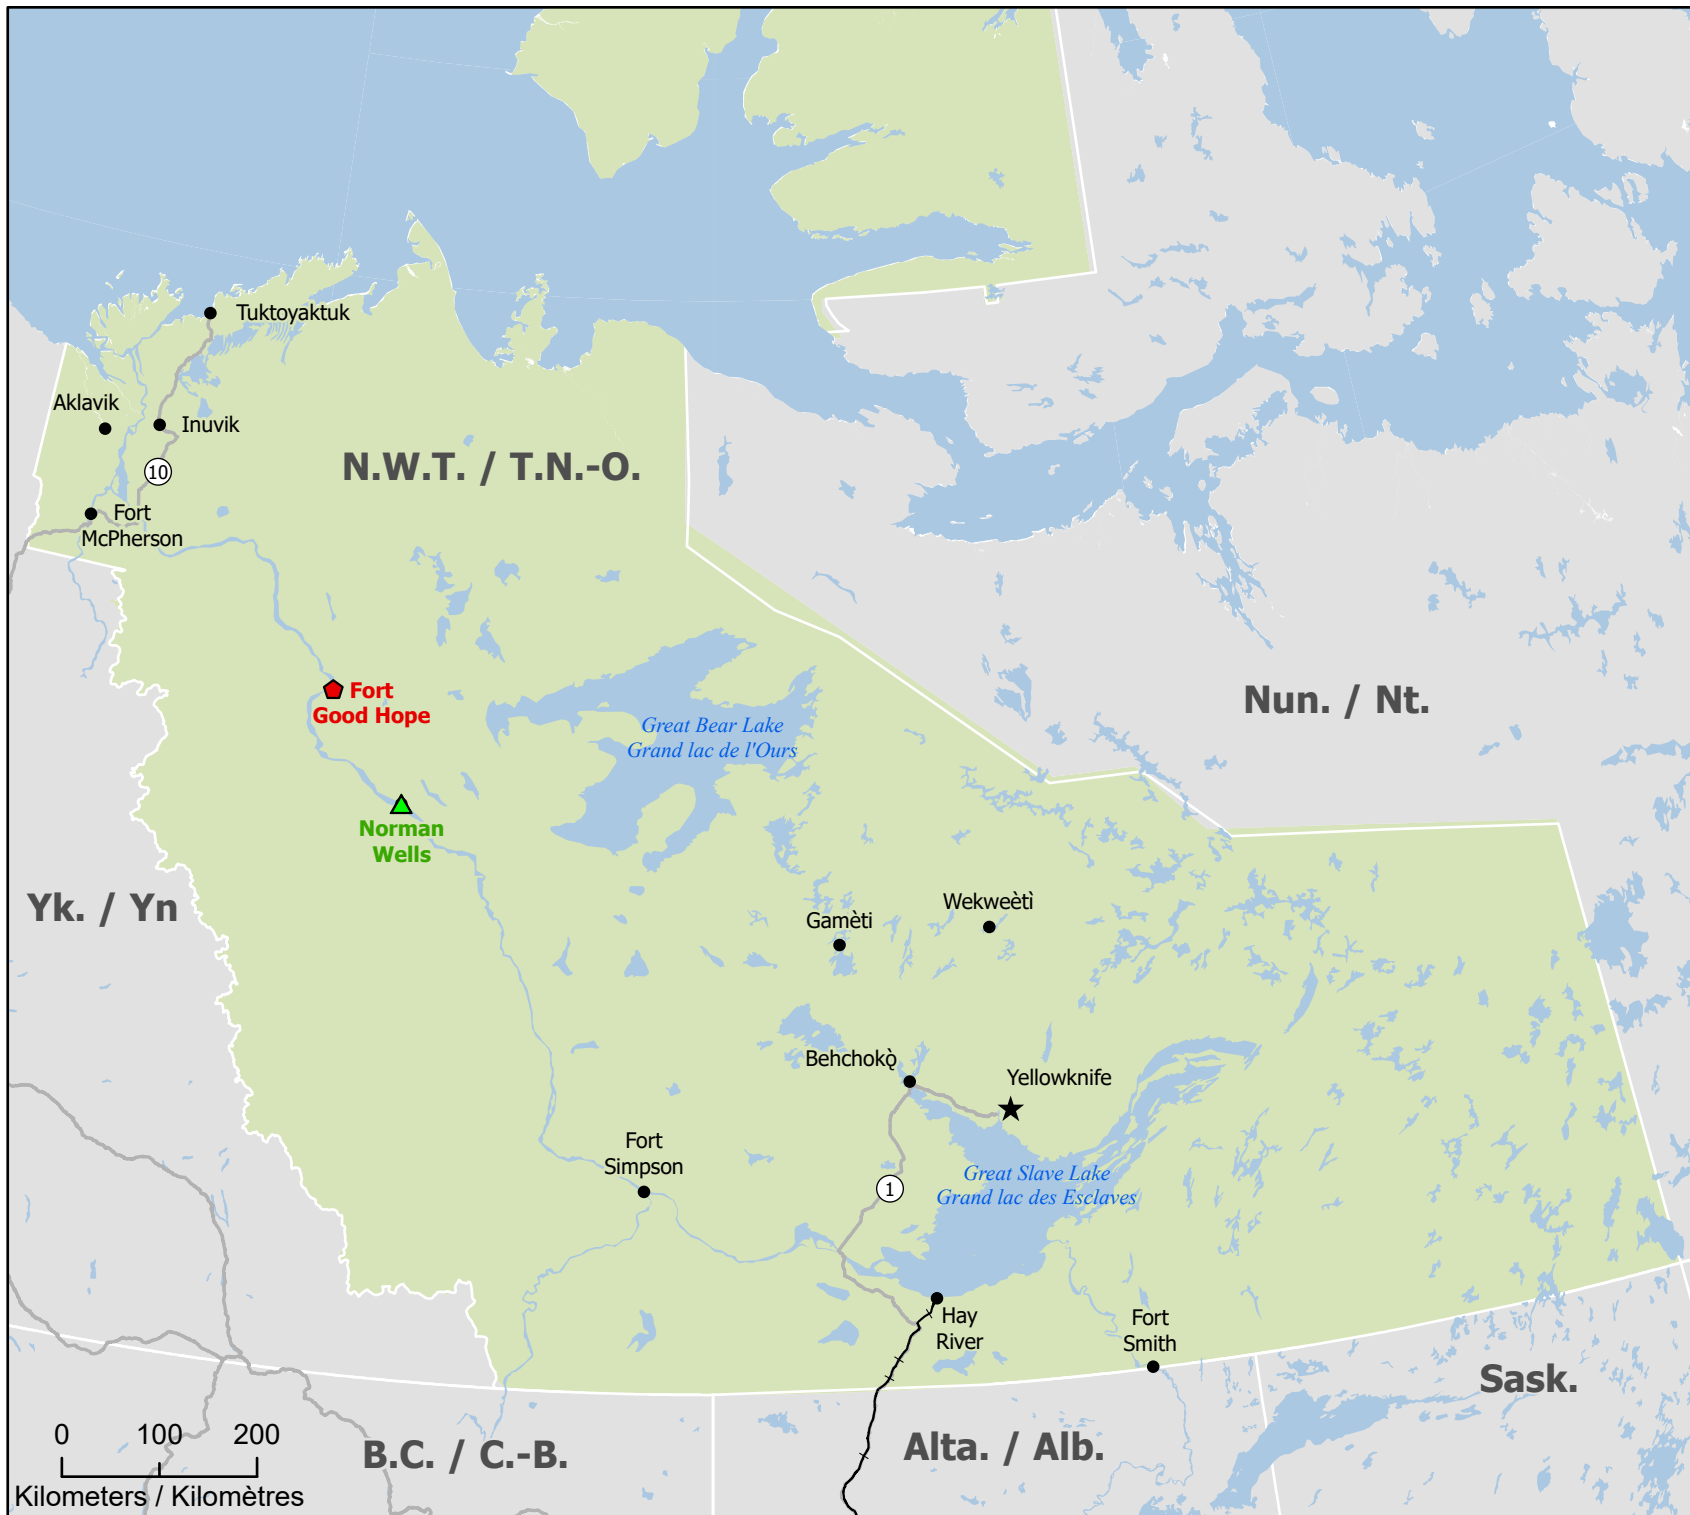 Tuktoyaktuk
Aklavik
Inuvik
N.W.T. / T.N.-O.
10
Fort
McPherson
Fort
Good Hope
Great Bear Lake
Grand lac de l'Ours
Nun. / Nt.
Norman
Wells
Yk. / Yn
Gamètì
Wekweètì
Behchokǫ̀
Yellowknife
Fort
Simpson
Great Slave Lake
Grand lac des Esclaves
1
Hay
River
Fort
Smith
Sask.
0 100 200
Kilometers / Kilomètres
B.C. / C.-B.
Alta. / Alb.